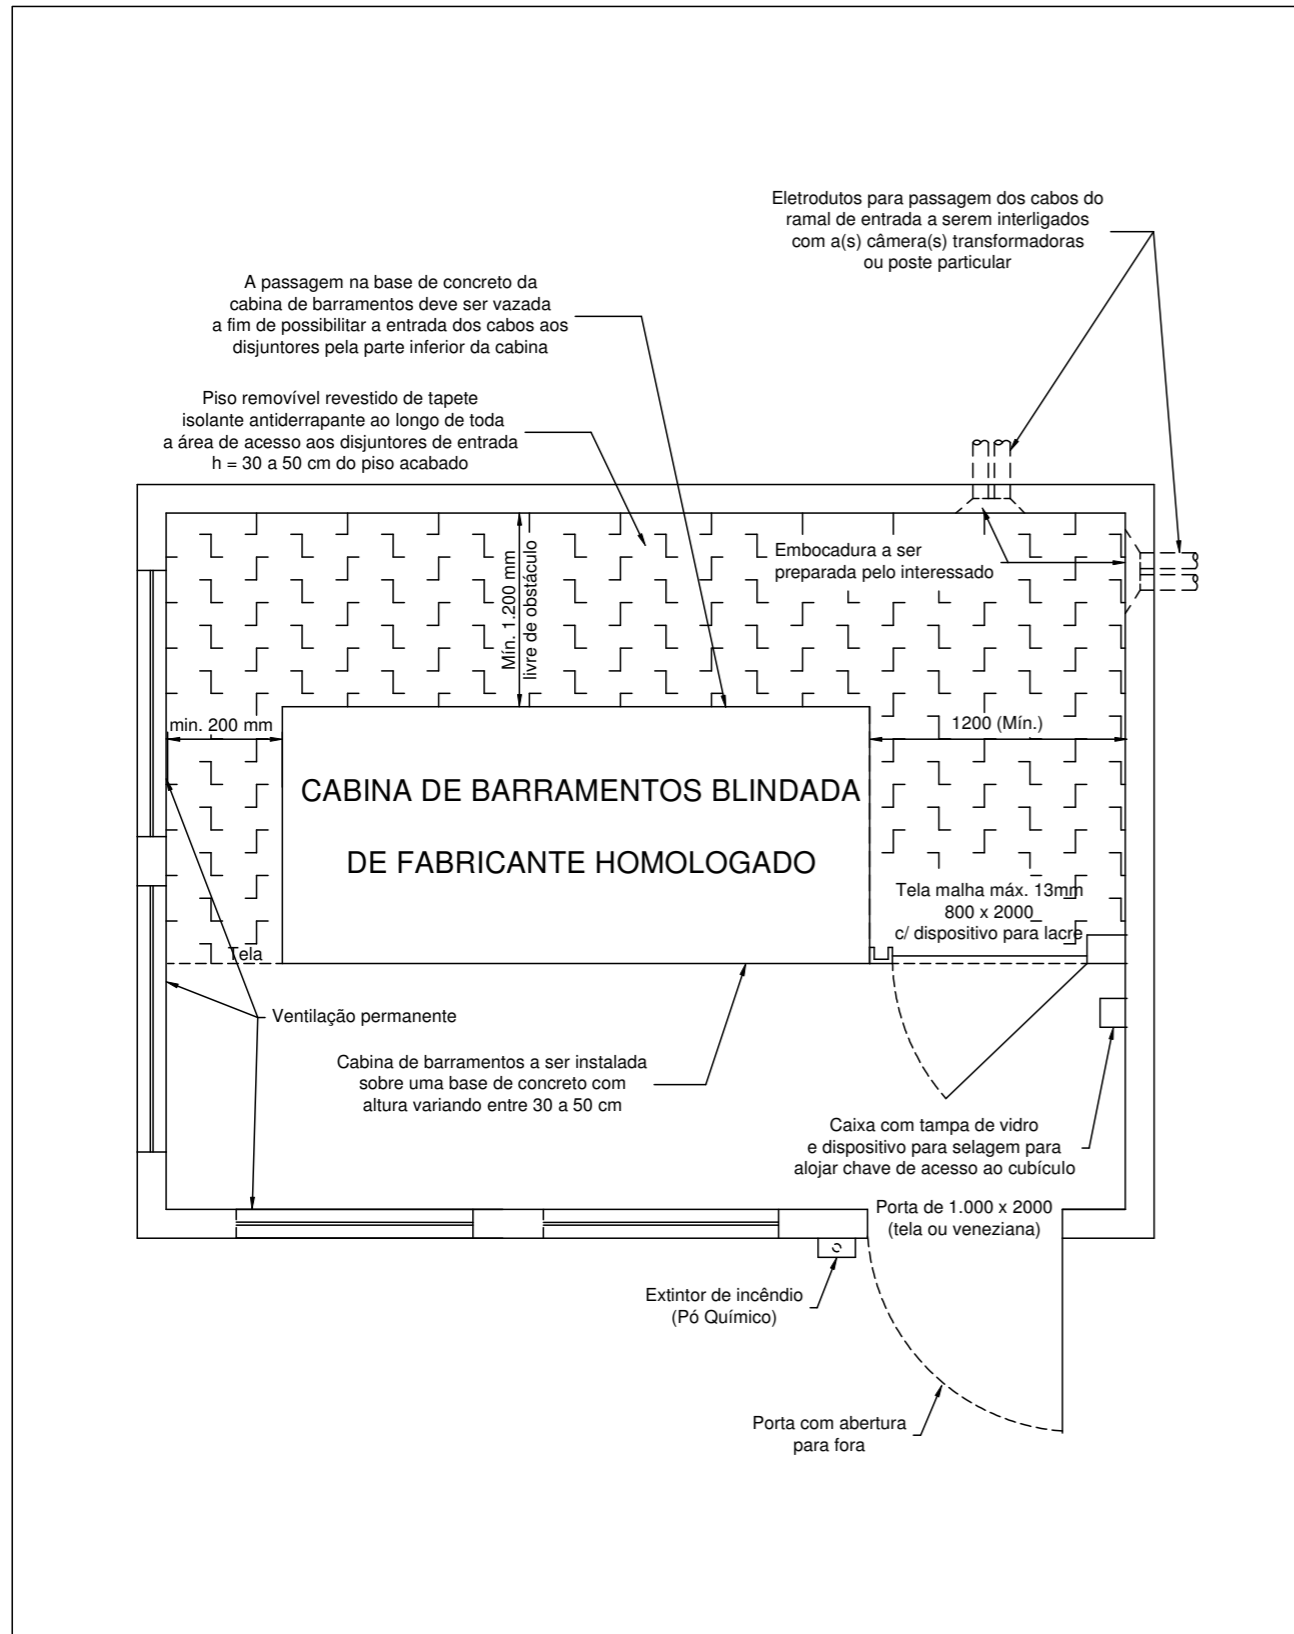 Eletrodutos para passagem dos cabos do
ramal de entrada a serem interligados
com a(s) câmera(s) transformadoras
ou poste particular
A passagem na base de concreto da
cabina de barramentos deve ser vazada
a fim de possibilitar a entrada dos cabos aos
disjuntores pela parte inferior da cabina
Piso removível revestido de tapete
isolante antiderrapante ao longo de toda
a área de acesso aos disjuntores de entrada
h = 30 a 50 cm do piso acabado
Embocadura a ser
preparada pelo interessado
Mín. 1.200 mm
livre de obstáculo
min. 200 mm
1200 (Mín.)
CABINA DE BARRAMENTOS BLINDADA
DE FABRICANTE HOMOLOGADO
Tela malha máx. 13mm
800 x 2000
c/ dispositivo para lacre
Tela
Ventilação permanente
Cabina de barramentos a ser instalada
sobre uma base de concreto com
altura variando entre 30 a 50 cm
Caixa com tampa de vidro
e dispositivo para selagem para
alojar chave de acesso ao cubículo
Porta de 1.000 x 2000
(tela ou veneziana)
Extintor de incêndio
(Pó Químico)
Porta com abertura
para fora